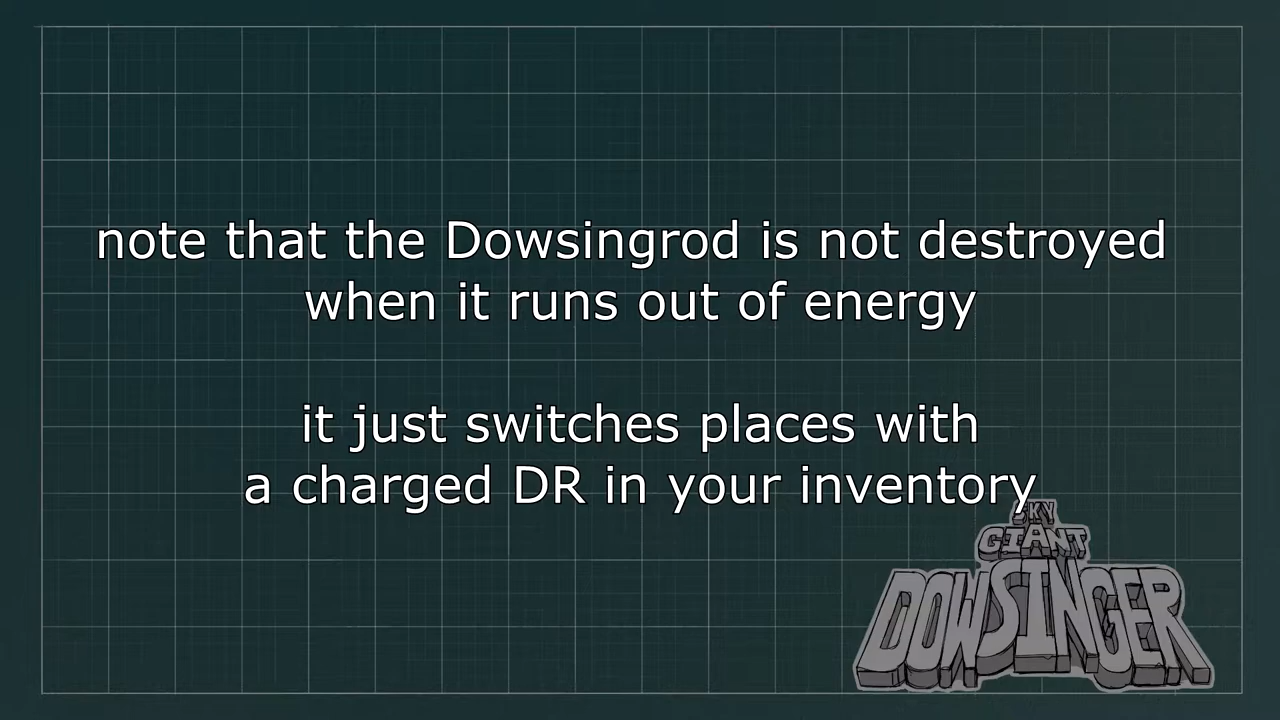 note that the Dowsingrod is not destroyed
when it runs out of energy
it just switches places with
a charged DR in your inventory
SKY
GIANT
DOWSINGER